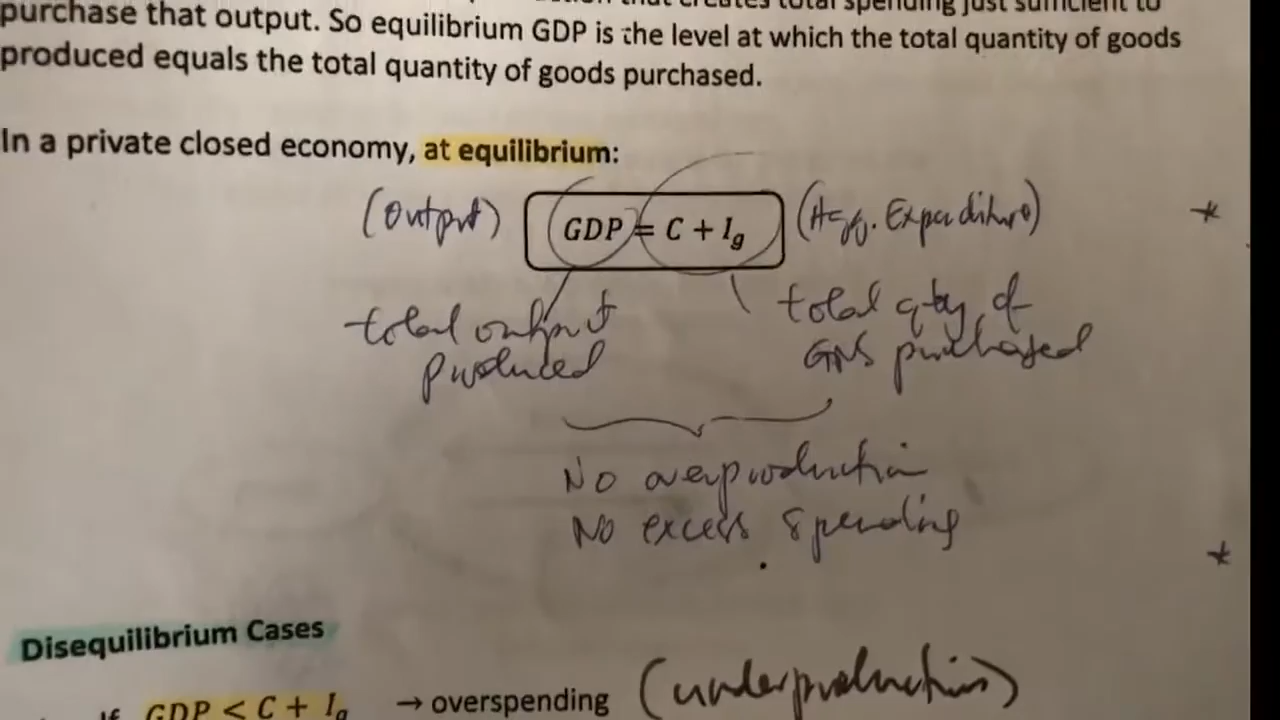 purchase that output. So equilibrium GDP is the level at which the total quantity of goods
produced equals the total quantity of goods purchased.
In a private closed economy, at equilibrium:
(Output) GDP = C + Ig (Agg. Expenditure) *
total output total qty of
produced G&S purchased
No overproduction
No excess spending
*
Disequilibrium Cases
If GDP < C + Ig → overspending (underproduction)